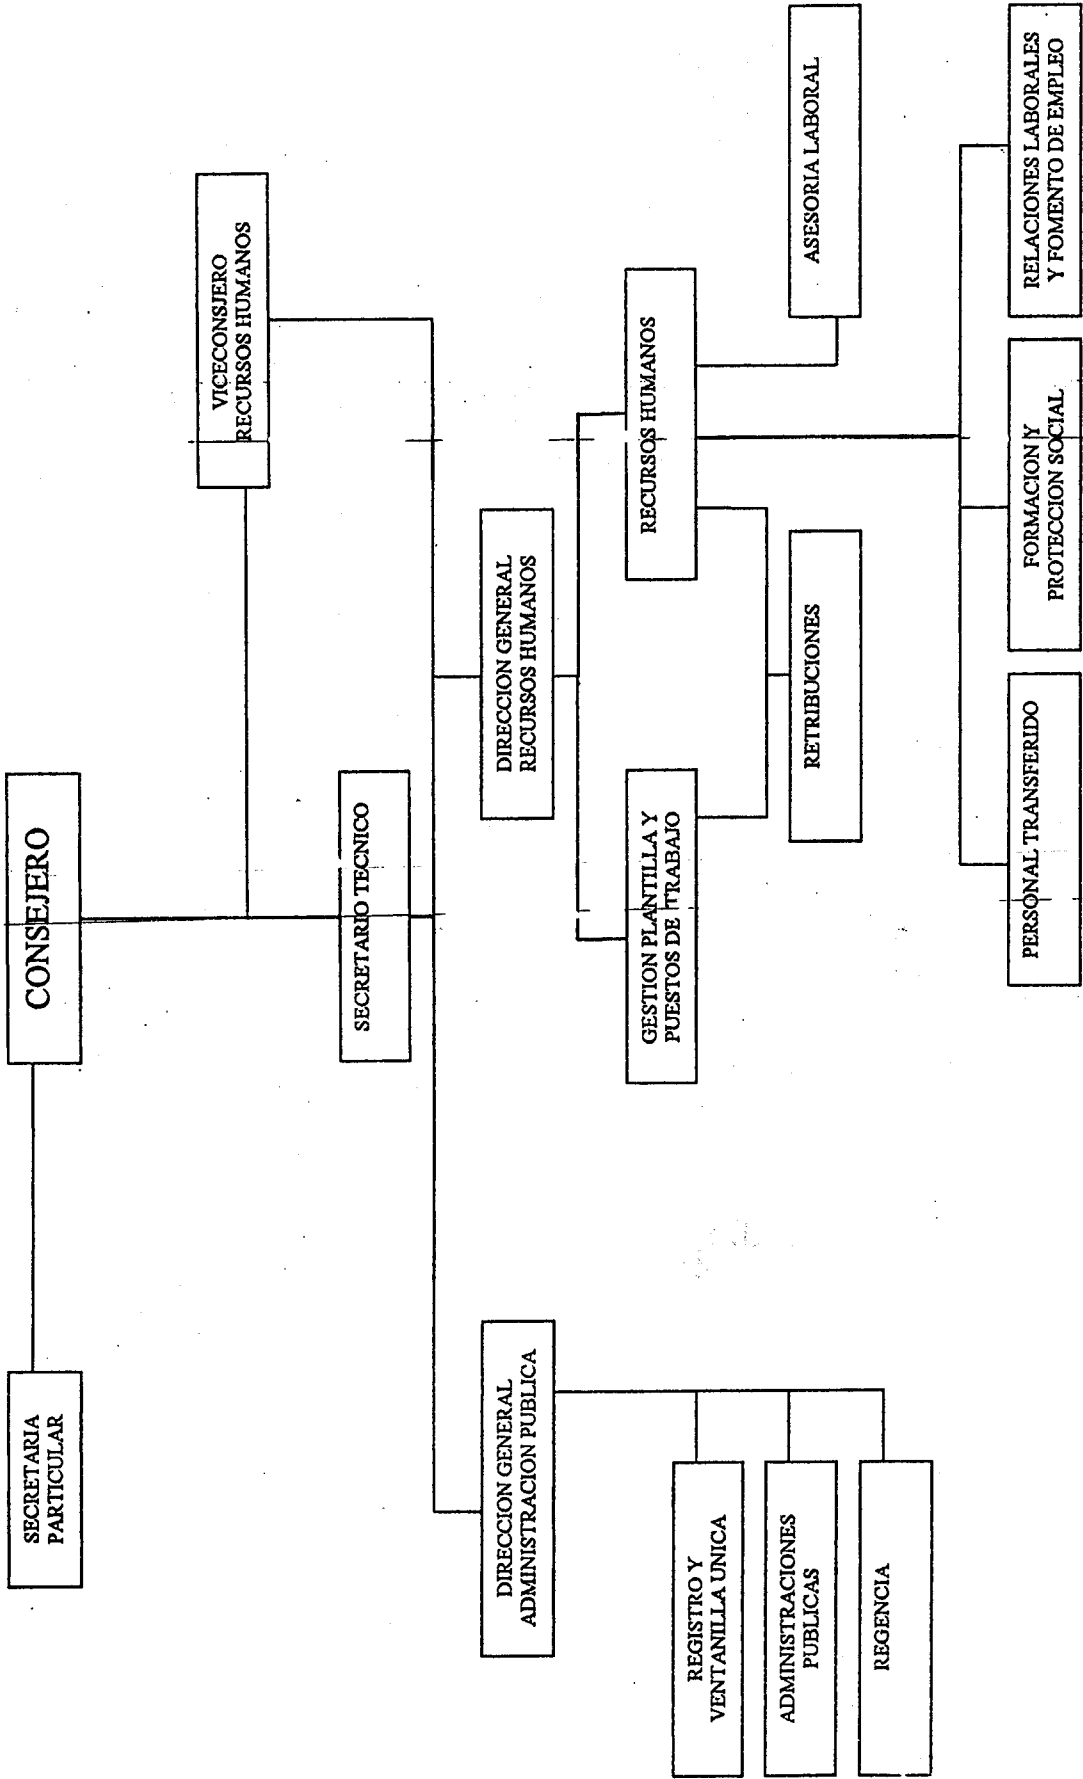 CONSEJERO
SECRETARIA
PARTICULAR
VICECONSJERO
RECURSOS HUMANOS
SECRETARIO TECNICO
DIRECCION GENERAL
ADMINISTRACION PUBLICA
DIRECCION GENERAL
RECURSOS HUMANOS
REGISTRO Y
VENTANILLA UNICA
ADMINISTRACIONES
PUBLICAS
REGENCIA
GESTION PLANTILLA Y
PUESTOS DE TRABAJO
RECURSOS HUMANOS
RETRIBUCIONES
ASESORIA LABORAL
PERSONAL TRANSFERIDO
FORMACION Y
PROTECCION SOCIAL
RELACIONES LABORALES
Y FOMENTO DE EMPLEO